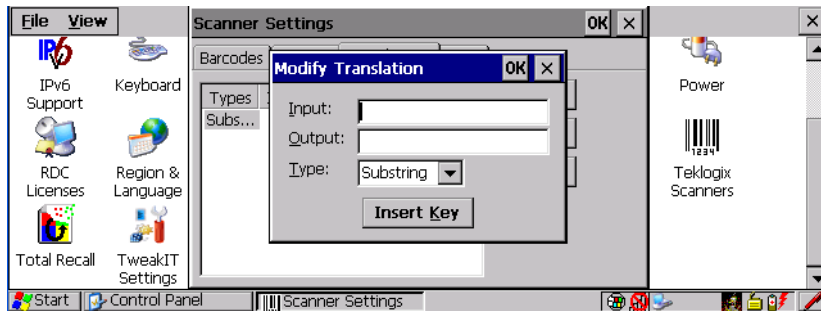 File View
Scanner Settings
OK
Barcodes
Modify Translation
OK
IPv6
Support
Keyboard
Types
Subs...
Input:
Output:
Type:
Substring
Insert Key
Power
1234
Teklogix
Scanners
RDC
Licenses
Region &
Language
Total Recall
TweakIT
Settings
Start
Control Panel
Scanner Settings